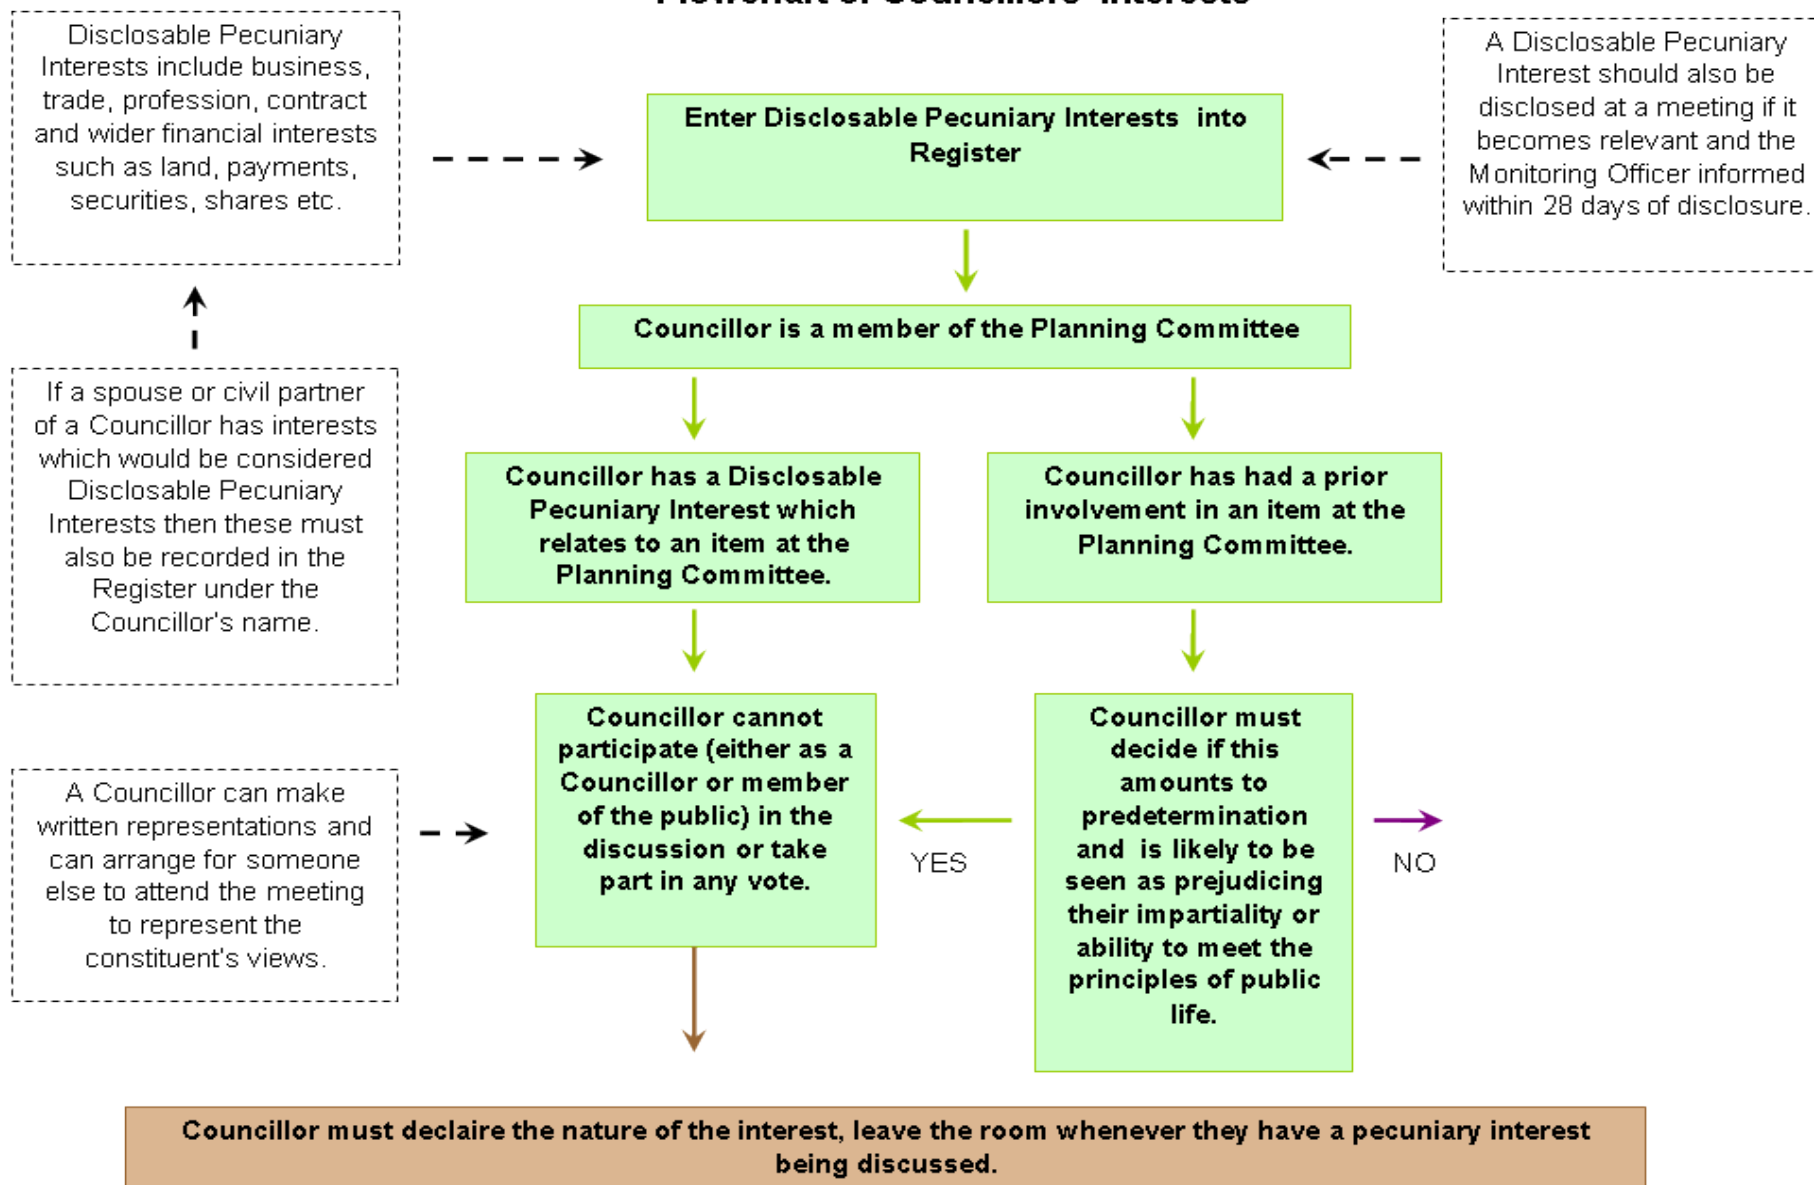 Flowchart of Councillors' Interests
Disclosable Pecuniary
Interests include business,
trade, profession, contract
and wider financial interests
such as land, payments,
securities, shares etc.
Enter Disclosable Pecuniary Interests into
Register
A Disclosable Pecuniary
Interest should also be
disclosed at a meeting if it
becomes relevant and the
Monitoring Officer informed
within 28 days of disclosure.
Councillor is a member of the Planning Committee
If a spouse or civil partner
of a Councillor has interests
which would be considered
Disclosable Pecuniary
Interests then these must
also be recorded in the
Register under the
Councillor's name.
Councillor has a Disclosable
Pecuniary Interest which
relates to an item at the
Planning Committee.
Councillor has had a prior
involvement in an item at the
Planning Committee.
A Councillor can make
written representations and
can arrange for someone
else to attend the meeting
to represent the
constituent's views.
Councillor cannot
participate (either as a
Councillor or member
of the public) in the
discussion or take
part in any vote.
YES
Councillor must
decide if this
amounts to
predetermination
and is likely to be
seen as prejudicing
their impartiality or
ability to meet the
principles of public
life.
NO
Councillor must declaire the nature of the interest, leave the room whenever they have a pecuniary interest
being discussed.